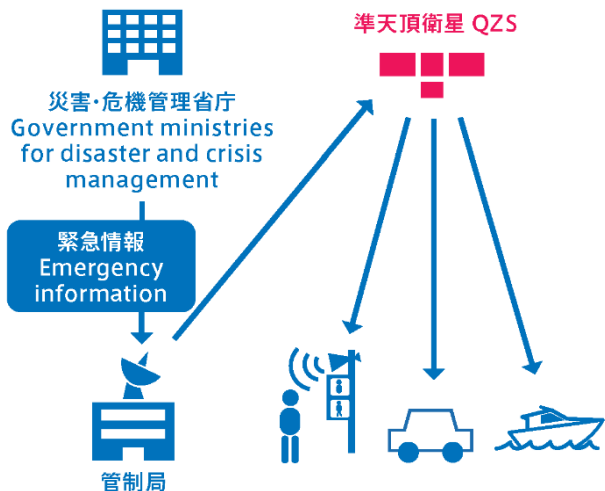 準天頂衛星 QZS
災害・危機管理省庁
Government ministries
for disaster and crisis
management
緊急情報
Emergency
information
管制局